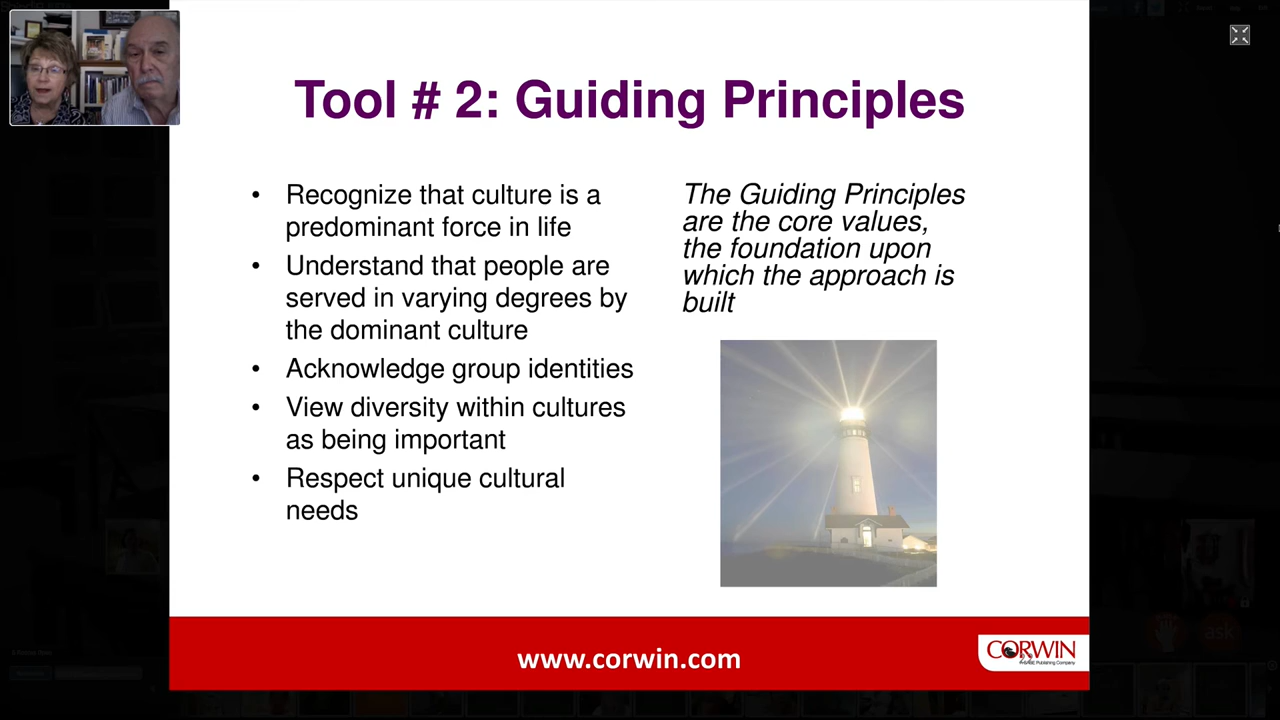 Tool # 2: Guiding Principles
• Recognize that culture is a
predominant force in life
• Understand that people are
served in varying degrees by
the dominant culture
• Acknowledge group identities
• View diversity within cultures
as being important
• Respect unique cultural
needs
The Guiding Principles
are the core values,
the foundation upon
which the approach is
built
www.corwin.com
CORWIN
ask